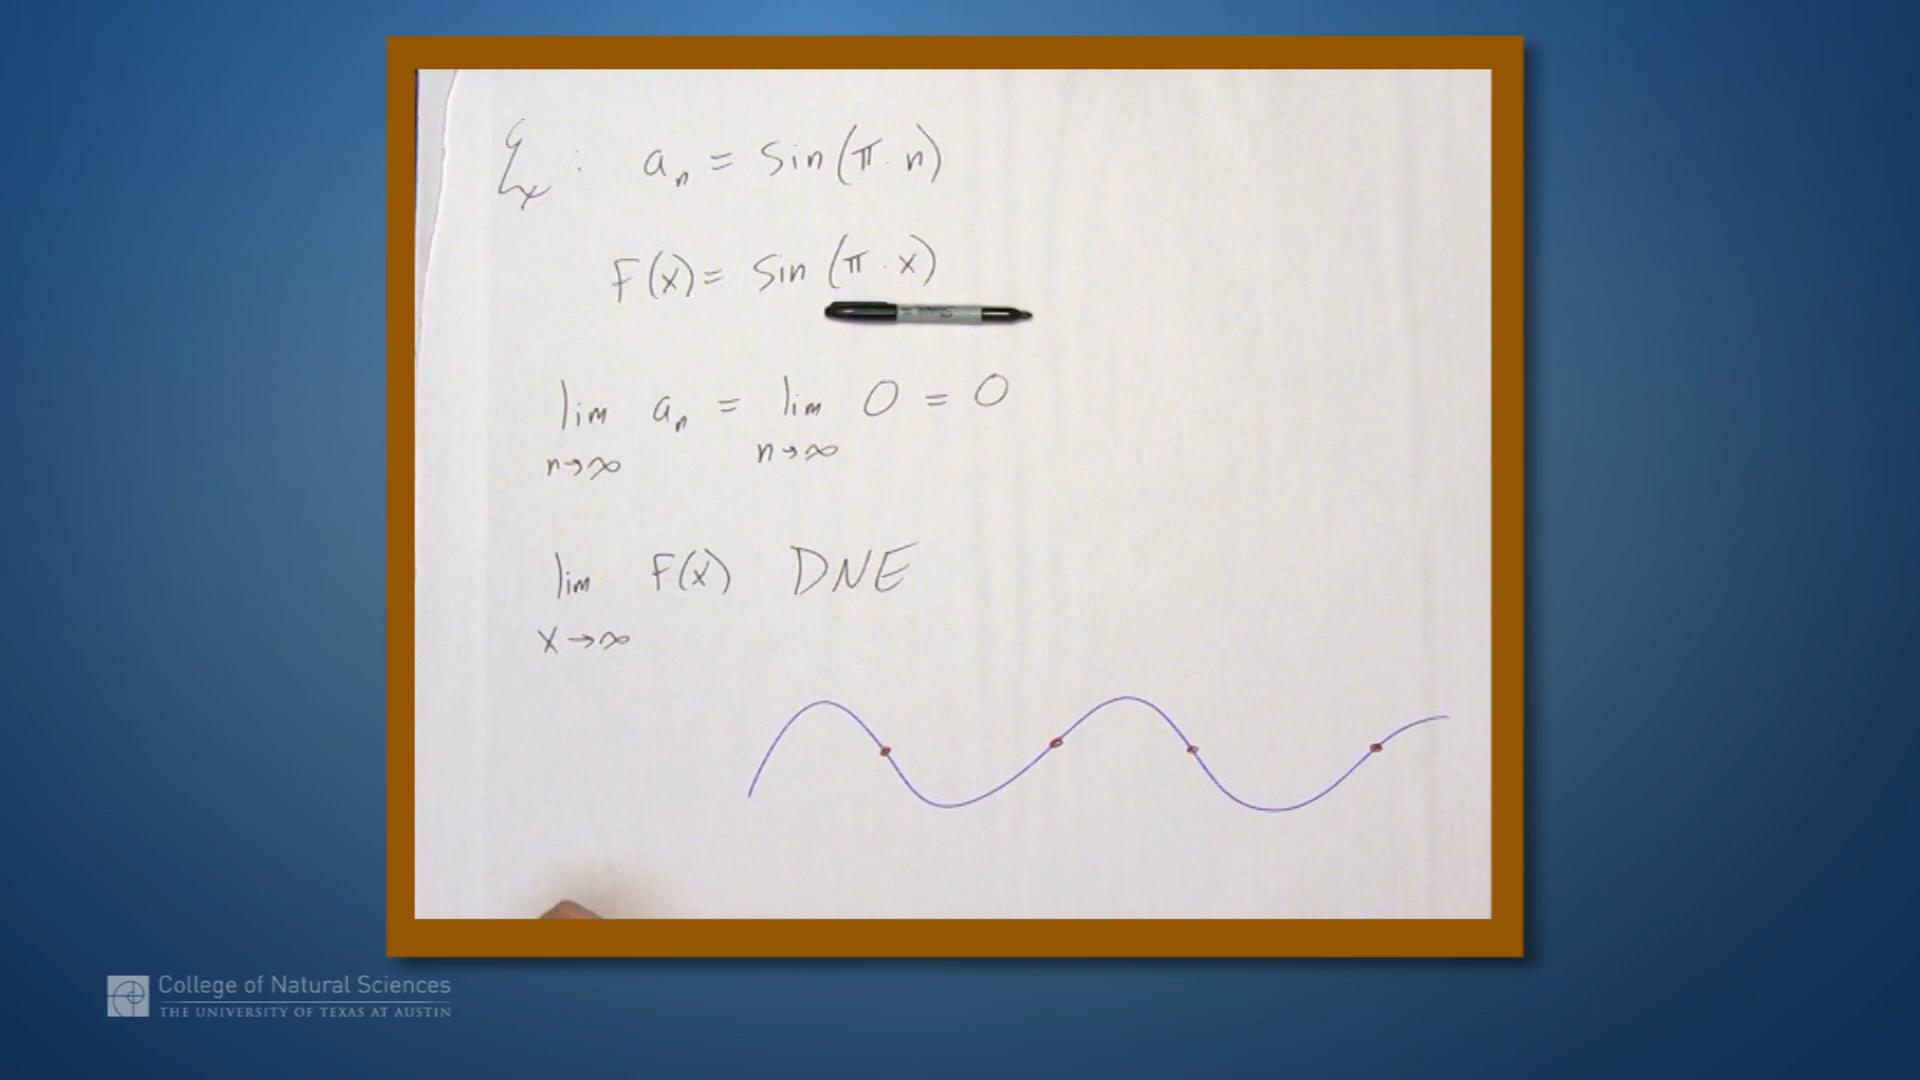 Ex : aₙ = sin(π · n)
F(x) = sin(π · x)
lim aₙ = lim 0 = 0
n→∞ n→∞
lim F(x) DNE
x→∞
College of Natural Sciences
THE UNIVERSITY OF TEXAS AT AUSTIN